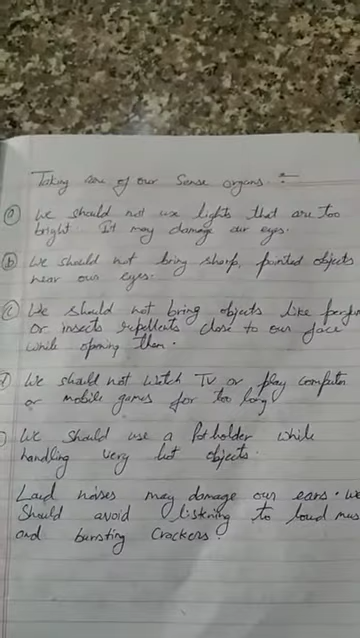 Taking care of our Sense organs :-
(a) We should not use lights that are too
bright. It may damage our eyes.
(b) We should not bring sharp, pointed objects
near our eyes.
(c) We should not bring objects like perfu
or insects repellents close to our face
while opening them.
d) We should not watch TV or play computer
or mobile games for too long
) We should use a Potholder while
handling very hot objects.
Loud noises may damage our ears. We
Should avoid listning to loud mus
and bursting Crackers.